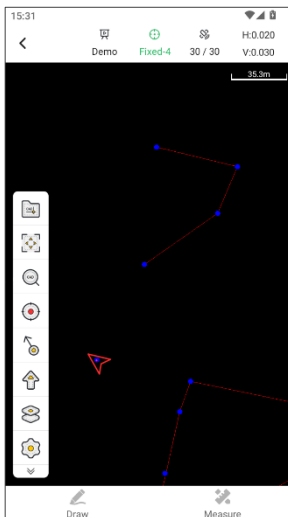 15:31
Demo
Fixed-4
30 / 30
H:0.020
V:0.030
35.3m
Draw
Measure